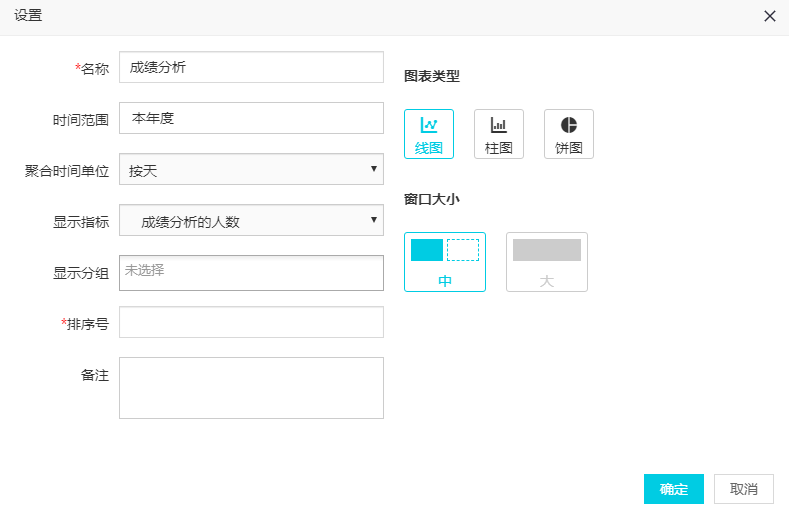 设置
*名称
成绩分析
时间范围
本年度
聚合时间单位
按天
显示指标
成绩分析的人数
显示分组
未选择
*排序号
备注
图表类型
线图
柱图
饼图
窗口大小
中
大
确定
取消